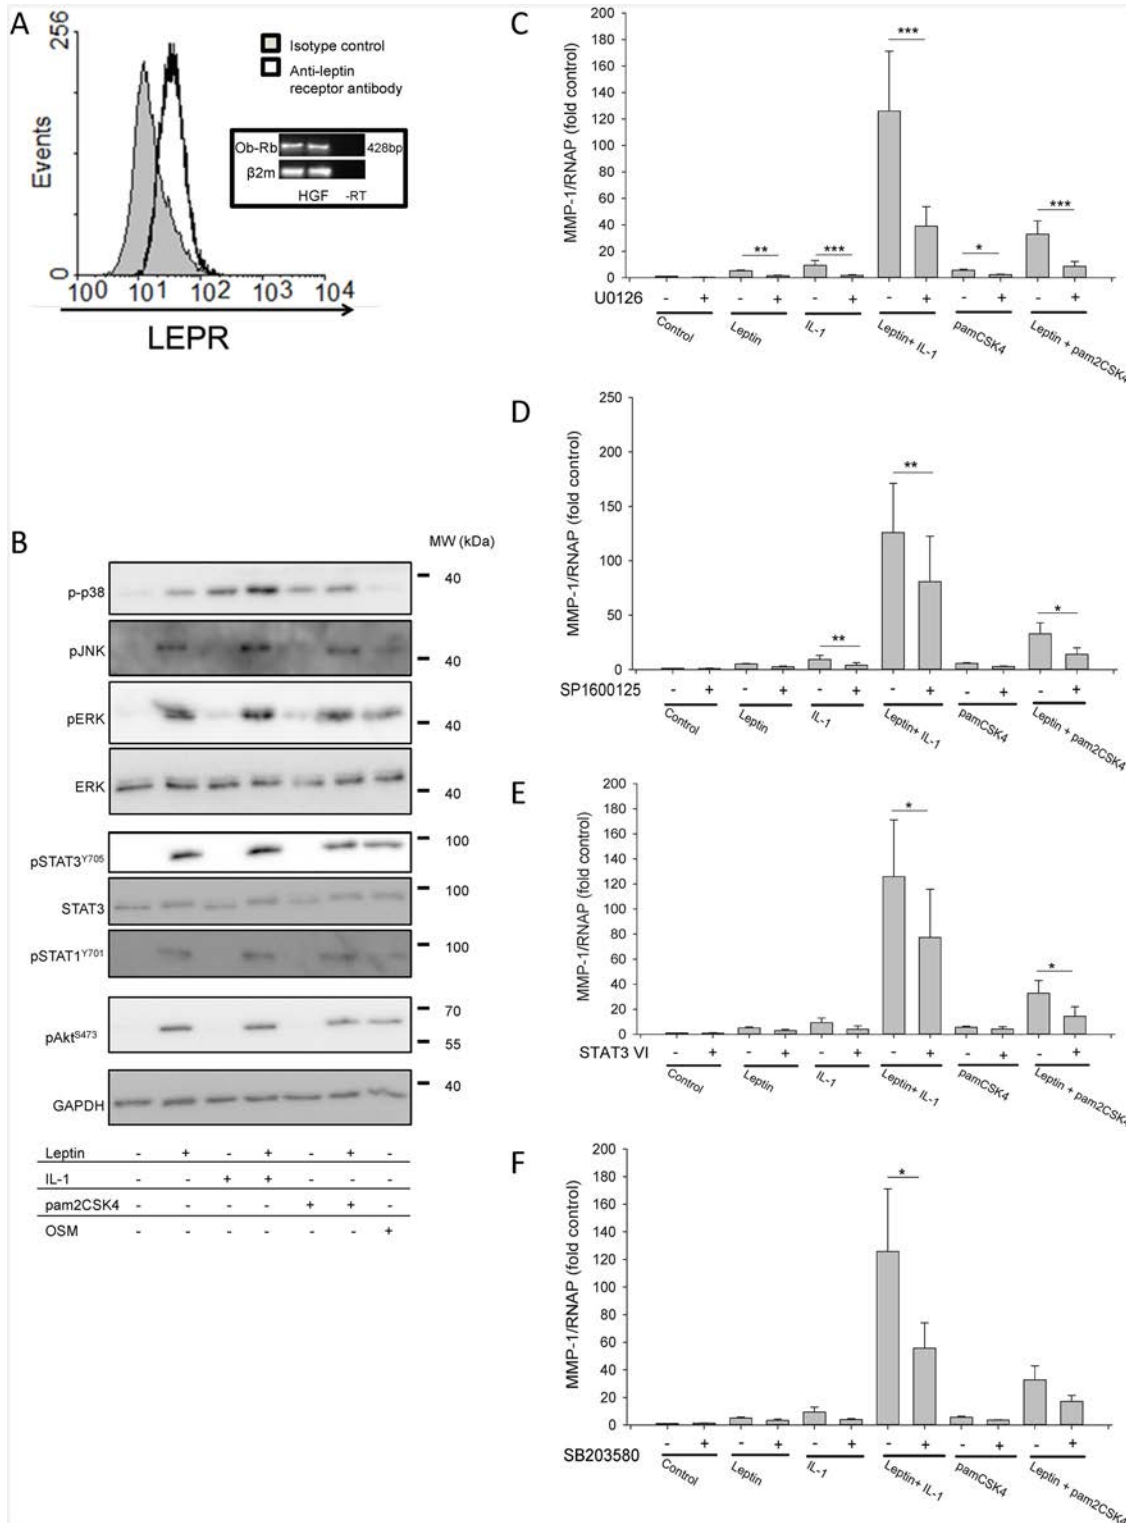 A
256
Events
0
10⁰ 10¹ 10² 10³ 10⁴
LEPR
Isotype control
Anti-leptin
receptor antibody
Ob-Rb
428bp
β2m
HGF -RT
B
MW (kDa)
p-p38
40
pJNK
40
pERK
40
ERK
40
pSTAT3Y705
100
STAT3
100
pSTAT1Y701
100
pAktS473
70
55
GAPDH
40
Leptin - + - + - + -
IL-1 - - + + - - -
pam2CSK4 - - - - + + -
OSM - - - - - - +
C
MMP-1/RNAP (fold control)
200
180
160
140
120
100
80
60
40
20
0
** *** *** * ***
U0126 - + - + - + - + - + - +
Control Leptin IL-1 Leptin+ IL-1 pamCSK4 Leptin + pam2CSK4
D
MMP-1/RNAP (fold control)
250
200
150
100
50
0
** ** *
SP1600125 - + - + - + - + - + - +
Control Leptin IL-1 Leptin+ IL-1 pamCSK4 Leptin + pam2CSK4
E
MMP-1/RNAP (fold control)
200
180
160
140
120
100
80
60
40
20
0
* *
STAT3 VI - + - + - + - + - + - +
Control Leptin IL-1 Leptin+ IL-1 pamCSK4 Leptin + pam2CSK4
F
MMP-1/RNAP (fold control)
200
180
160
140
120
100
80
60
40
20
0
*
SB203580 - + - + - + - + - + - +
Control Leptin IL-1 Leptin+ IL-1 pamCSK4 Leptin + pam2CSK4